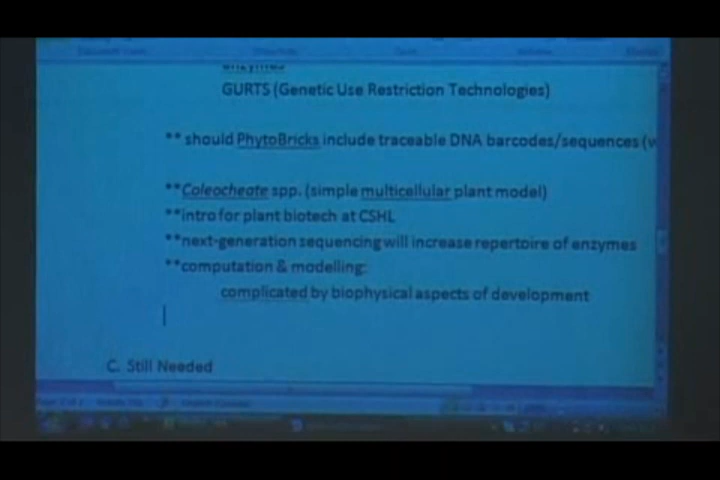 enzymes
GURTS (Genetic Use Restriction Technologies)
** should PhytoBricks include traceable DNA barcodes/sequences (w
**Coleocheate spp. (simple multicellular plant model)
**intro for plant biotech at CSHL
**next-generation sequencing will increase repertoire of enzymes
**computation & modelling:
complicated by biophysical aspects of development
C. Still Needed